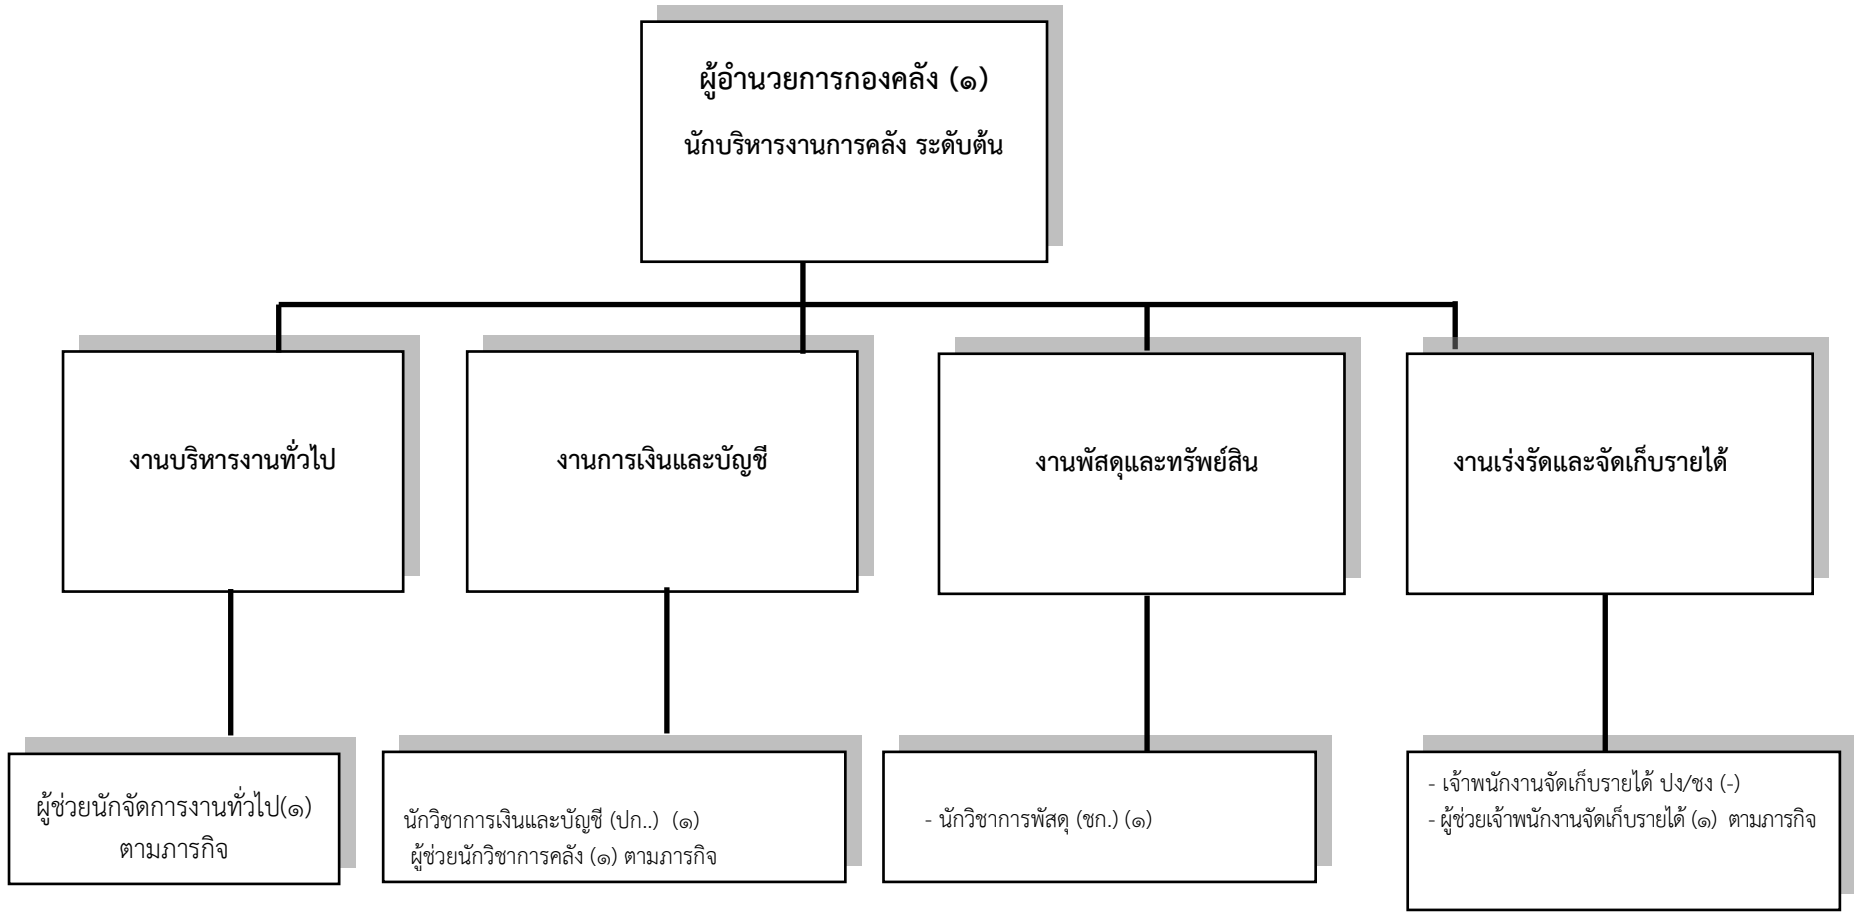 ผู้อำนวยการกองคลัง (๑)
นักบริหารงานการคลัง ระดับต้น
งานบริหารงานทั่วไป
งานการเงินและบัญชี
งานพัสดุและทรัพย์สิน
งานเร่งรัดและจัดเก็บรายได้
ผู้ช่วยนักจัดการงานทั่วไป(๑)
ตามภารกิจ
นักวิชาการเงินและบัญชี (ปก..) (๑)
ผู้ช่วยนักวิชาการคลัง (๑) ตามภารกิจ
- นักวิชาการพัสดุ (ชก.) (๑)
- เจ้าพนักงานจัดเก็บรายได้ ปง/ชง (-)
- ผู้ช่วยเจ้าพนักงานจัดเก็บรายได้ (๑) ตามภารกิจ